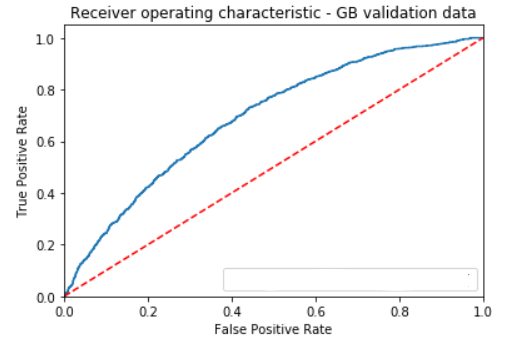 Receiver operating characteristic - GB validation data
1.0
0.8
0.6
0.4
0.2
0.0
True Positive Rate
0.0 0.2 0.4 0.6 0.8 1.0
False Positive Rate